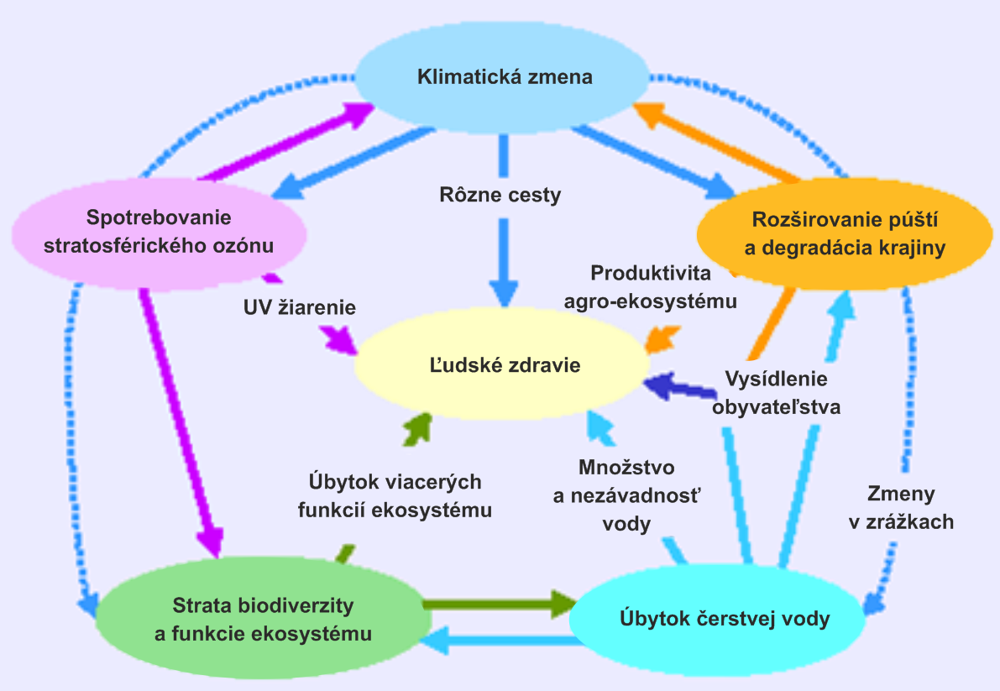 Klimatická zmena
Rôzne cesty
Spotrebovanie
stratosférického ozónu
Rozširovanie púští
a degradácia krajiny
Produktivita
agro-ekosystému
UV žiarenie
Ľudské zdravie
Vysídlenie
obyvateľstva
Úbytok viacerých
funkcií ekosystému
Množstvo
a nezávadnosť
vody
Zmeny
v zrážkach
Strata biodiverzity
a funkcie ekosystému
Úbytok čerstvej vody